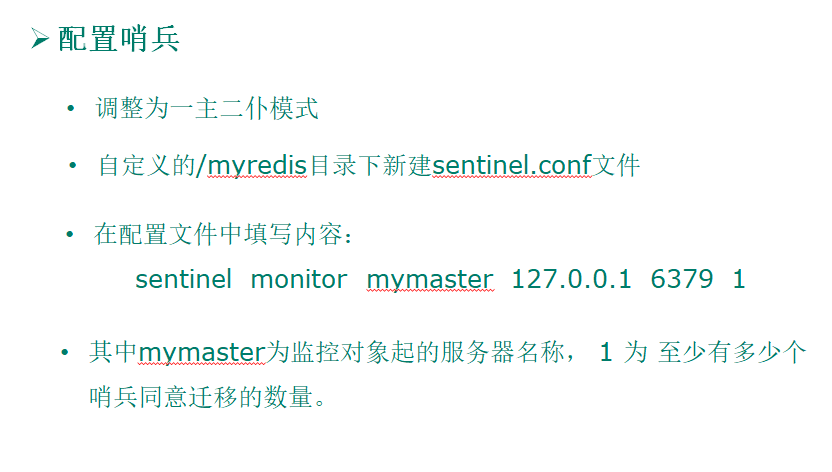 配置哨兵
调整为一主二仆模式
自定义的/myredis目录下新建sentinel.conf文件
在配置文件中填写内容：
sentinel monitor mymaster 127.0.0.1 6379 1
其中mymaster为监控对象起的服务器名称， 1 为 至少有多少个
哨兵同意迁移的数量。